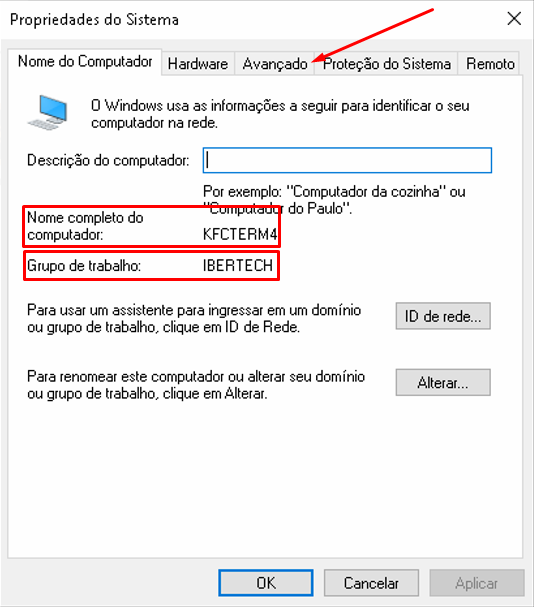 Propriedades do Sistema
Nome do Computador Hardware Avançado Proteção do Sistema Remoto
O Windows usa as informações a seguir para identificar o seu
computador na rede.
Descrição do computador:
Por exemplo: "Computador da cozinha" ou
"Computador do Paulo".
Nome completo do
computador: KFCTERM4
Grupo de trabalho: IBERTECH
Para usar um assistente para ingressar em um domínio
ou grupo de trabalho, clique em ID de Rede.
ID de rede...
Para renomear este computador ou alterar seu domínio
ou grupo de trabalho, clique em Alterar.
Alterar...
OK Cancelar Aplicar